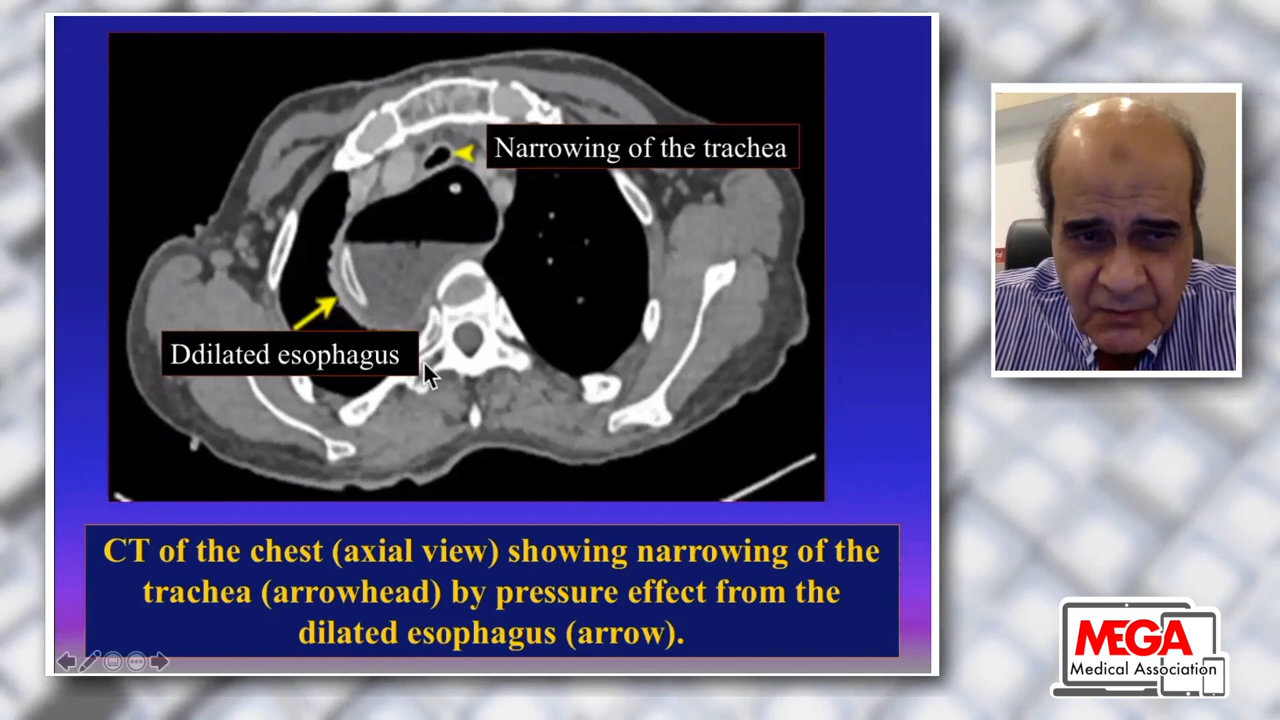 Narrowing of the trachea
Ddilated esophagus
CT of the chest (axial view) showing narrowing of the
trachea (arrowhead) by pressure effect from the
dilated esophagus (arrow).
MEGA
Medical Association